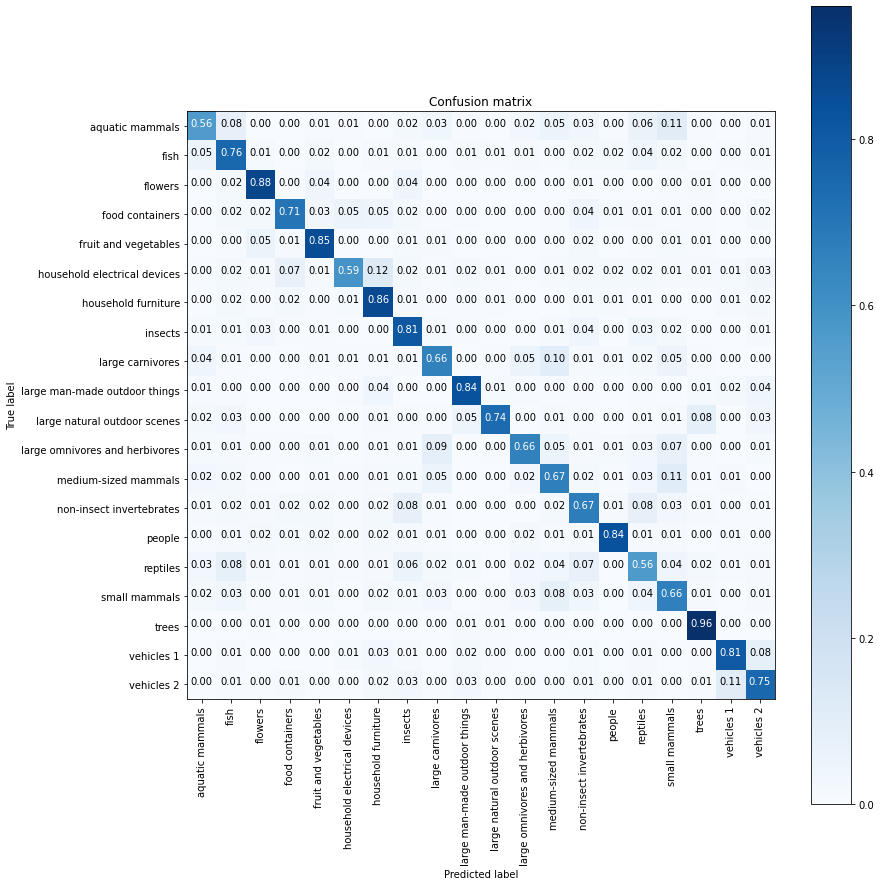 Confusion matrix
aquatic mammals 0.56 0.08 0.00 0.00 0.01 0.01 0.00 0.02 0.03 0.00 0.00 0.02 0.05 0.03 0.00 0.06 0.11 0.00 0.00 0.01
fish 0.05 0.76 0.01 0.00 0.02 0.00 0.01 0.01 0.00 0.01 0.01 0.00 0.00 0.02 0.02 0.04 0.02 0.00 0.00 0.01
flowers 0.00 0.02 0.88 0.00 0.04 0.00 0.00 0.04 0.00 0.00 0.00 0.00 0.00 0.01 0.00 0.00 0.00 0.01 0.00 0.00
food containers 0.00 0.02 0.02 0.71 0.03 0.05 0.05 0.02 0.00 0.00 0.00 0.00 0.00 0.04 0.01 0.01 0.01 0.00 0.00 0.02
fruit and vegetables 0.00 0.00 0.05 0.01 0.85 0.00 0.00 0.01 0.01 0.00 0.00 0.00 0.00 0.02 0.00 0.01 0.01 0.01 0.00 0.00
household electrical devices 0.00 0.02 0.01 0.07 0.01 0.59 0.12 0.02 0.01 0.02 0.01 0.00 0.01 0.02 0.02 0.02 0.01 0.01 0.01 0.03
household furniture 0.00 0.02 0.00 0.02 0.00 0.01 0.86 0.01 0.00 0.01 0.01 0.00 0.00 0.01 0.00 0.01 0.00 0.01 0.01 0.02
insects 0.01 0.01 0.03 0.00 0.01 0.00 0.00 0.81 0.01 0.00 0.00 0.00 0.01 0.04 0.00 0.03 0.02 0.00 0.00 0.01
large carnivores 0.04 0.01 0.00 0.00 0.01 0.01 0.01 0.01 0.66 0.00 0.00 0.05 0.10 0.01 0.01 0.02 0.05 0.00 0.00 0.00
large man-made outdoor things 0.01 0.00 0.00 0.00 0.00 0.00 0.04 0.00 0.00 0.84 0.01 0.00 0.00 0.00 0.00 0.00 0.00 0.01 0.02 0.04
large natural outdoor scenes 0.02 0.03 0.00 0.00 0.00 0.00 0.01 0.00 0.00 0.05 0.74 0.00 0.01 0.00 0.00 0.01 0.01 0.08 0.00 0.03
large omnivores and herbivores 0.01 0.01 0.00 0.00 0.01 0.00 0.01 0.01 0.09 0.00 0.00 0.66 0.05 0.01 0.01 0.03 0.07 0.00 0.00 0.01
medium-sized mammals 0.02 0.02 0.00 0.00 0.01 0.00 0.01 0.01 0.05 0.00 0.00 0.02 0.67 0.02 0.01 0.03 0.11 0.01 0.01 0.00
non-insect invertebrates 0.01 0.02 0.01 0.02 0.02 0.00 0.02 0.08 0.01 0.00 0.00 0.00 0.02 0.67 0.01 0.08 0.03 0.01 0.00 0.01
people 0.00 0.01 0.02 0.01 0.02 0.01 0.02 0.01 0.01 0.00 0.00 0.02 0.01 0.01 0.84 0.01 0.01 0.00 0.01 0.01
reptiles 0.03 0.08 0.01 0.01 0.01 0.00 0.01 0.06 0.02 0.01 0.00 0.02 0.04 0.07 0.00 0.56 0.04 0.02 0.01 0.01
small mammals 0.02 0.03 0.01 0.00 0.01 0.00 0.02 0.01 0.03 0.00 0.00 0.03 0.08 0.03 0.00 0.04 0.66 0.01 0.00 0.01
trees 0.00 0.00 0.01 0.00 0.00 0.00 0.00 0.00 0.00 0.01 0.01 0.00 0.00 0.00 0.00 0.00 0.00 0.96 0.00 0.00
vehicles 1 0.00 0.01 0.00 0.00 0.00 0.01 0.03 0.01 0.00 0.02 0.00 0.00 0.01 0.01 0.01 0.01 0.00 0.00 0.81 0.08
vehicles 2 0.00 0.01 0.00 0.01 0.00 0.00 0.02 0.03 0.00 0.03 0.00 0.00 0.01 0.00 0.00 0.01 0.00 0.01 0.11 0.75
True label
aquatic mammals
fish
flowers
food containers
fruit and vegetables
household electrical devices
household furniture
insects
large carnivores
large man-made outdoor things
large natural outdoor scenes
large omnivores and herbivores
medium-sized mammals
non-insect invertebrates
people
reptiles
small mammals
trees
vehicles 1
vehicles 2
Predicted label
0.8
0.6
0.4
0.2
0.0